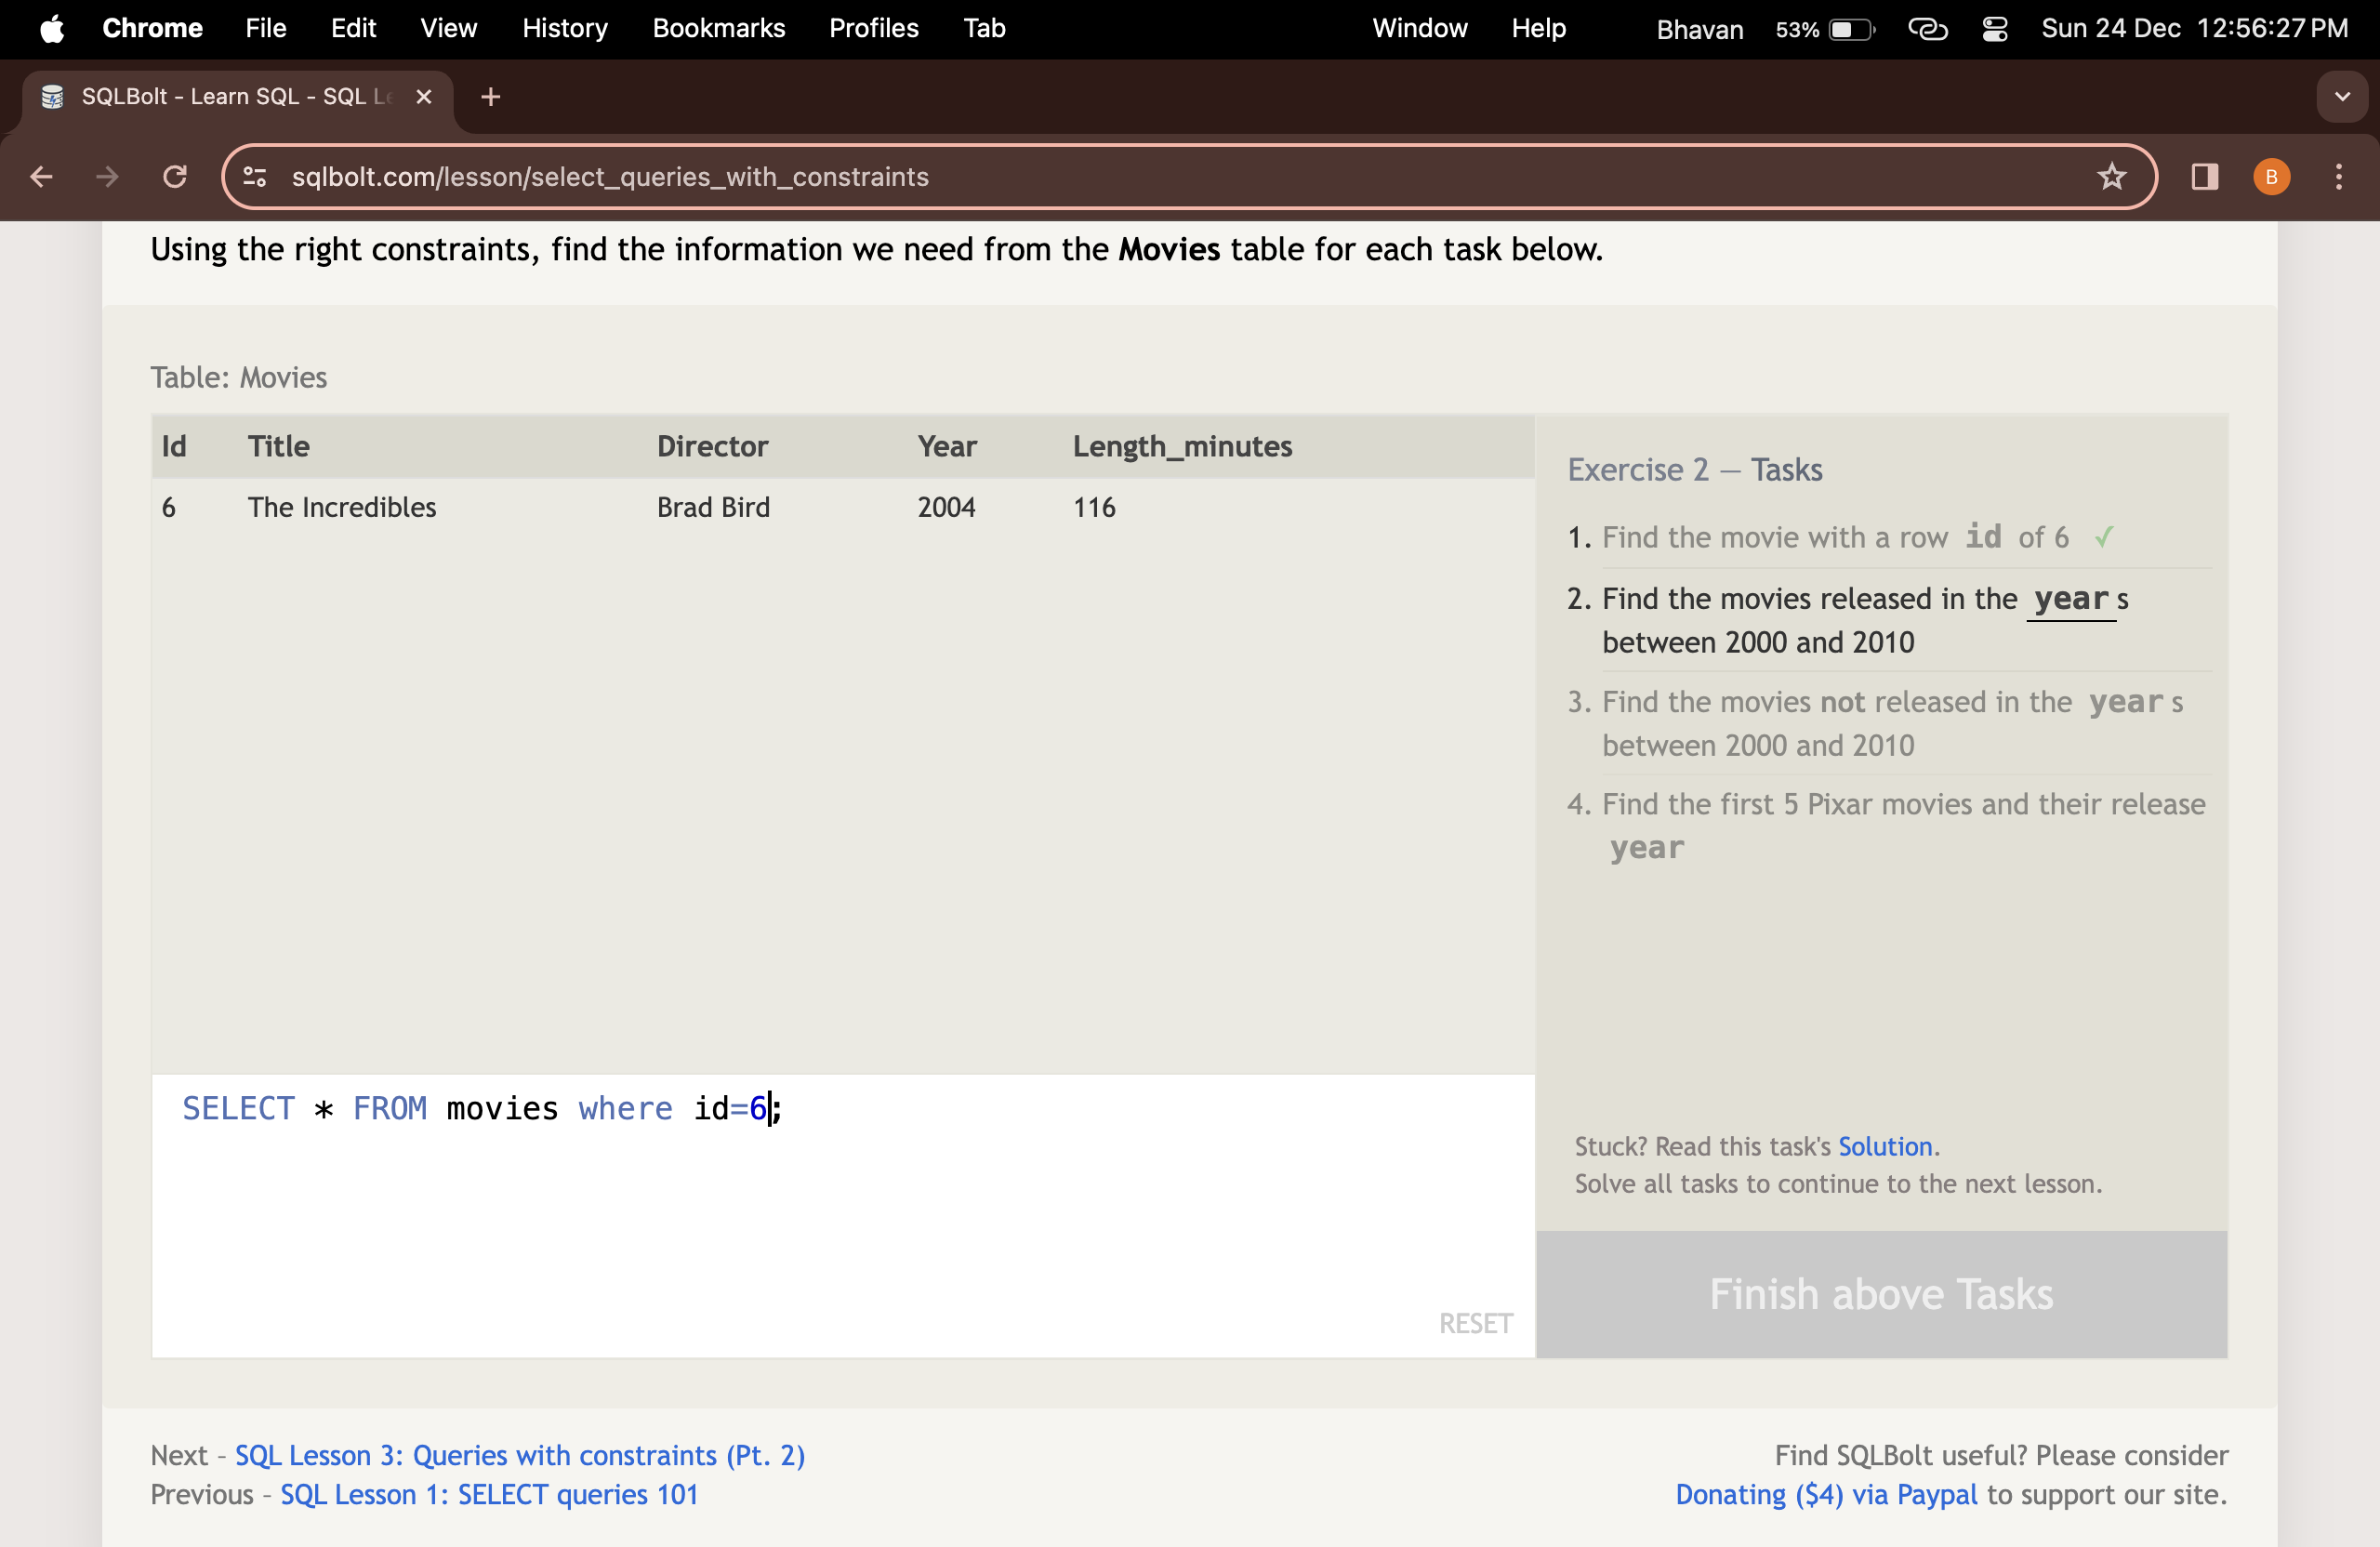 Chrome File Edit View History Bookmarks Profiles Tab Window Help Bhavan 53% Sun 24 Dec 12:56:27 PM
SQLBolt - Learn SQL - SQL
sqlbolt.com/lesson/select_queries_with_constraints B
Using the right constraints, find the information we need from the Movies table for each task below.
Table: Movies
Id Title Director Year Length_minutes
6 The Incredibles Brad Bird 2004 116
Exercise 2 — Tasks
1. Find the movie with a row id of 6 ✓
2. Find the movies released in the year s
between 2000 and 2010
3. Find the movies not released in the year s
between 2000 and 2010
4. Find the first 5 Pixar movies and their release
year
SELECT * FROM movies where id=6;
RESET
Stuck? Read this task's Solution.
Solve all tasks to continue to the next lesson.
Finish above Tasks
Next – SQL Lesson 3: Queries with constraints (Pt. 2)
Previous – SQL Lesson 1: SELECT queries 101
Find SQLBolt useful? Please consider
Donating ($4) via Paypal to support our site.